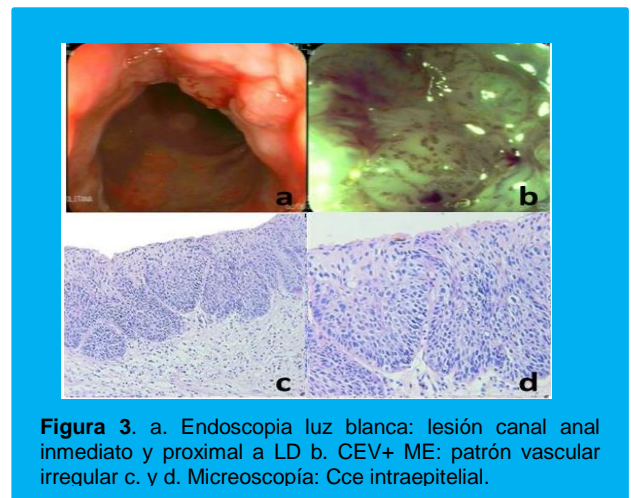 LETINA
a
b
c
d
Figura 3. a. Endoscopia luz blanca: lesión canal anal
inmediato y proximal a LD b. CEV+ ME: patrón vascular
irregular c. y d. Micreoscopía: Cce intraepitelial.